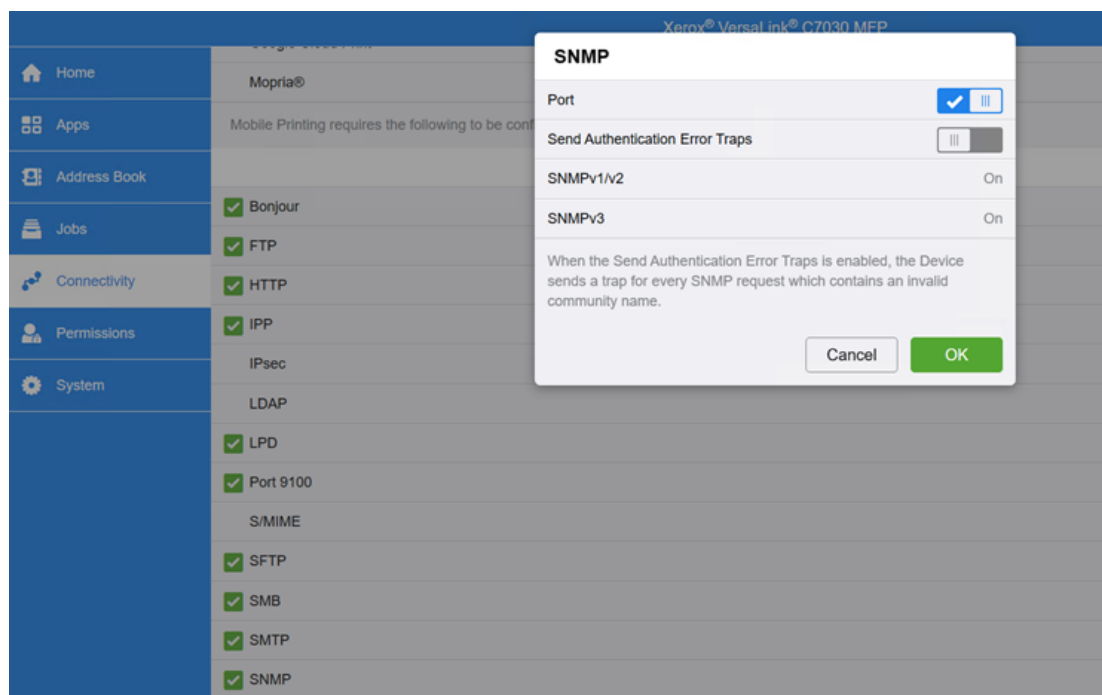 Xerox® VersaLink® C7030 MFP
Home
Apps
Address Book
Jobs
Connectivity
Permissions
System
Mopria®
Mobile Printing requires the following to be conf
Bonjour
FTP
HTTP
IPP
IPsec
LDAP
LPD
Port 9100
S/MIME
SFTP
SMB
SMTP
SNMP
SNMP
Port
Send Authentication Error Traps
SNMPv1/v2 On
SNMPv3 On
When the Send Authentication Error Traps is enabled, the Device
sends a trap for every SNMP request which contains an invalid
community name.
Cancel OK